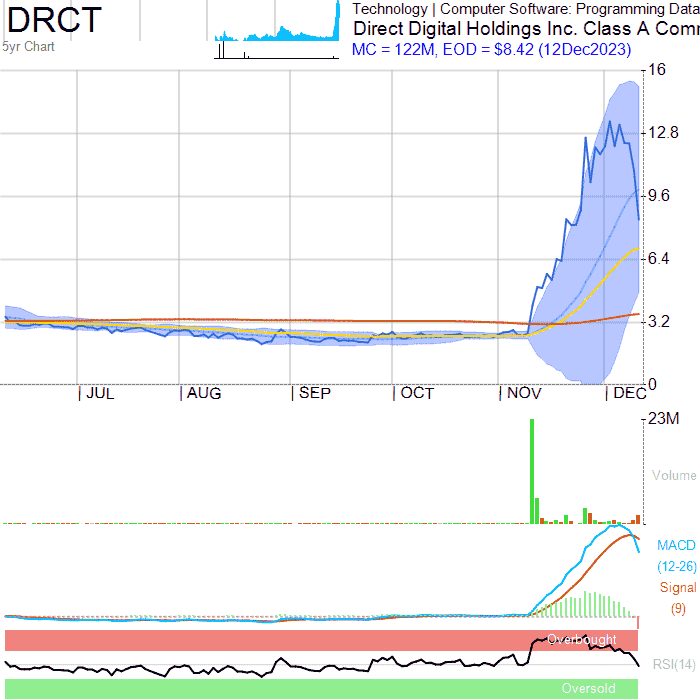 DRCT
5yr Chart
Technology | Computer Software: Programming Data
Direct Digital Holdings Inc. Class A Com
MC = 122M, EOD = $8.42 (12Dec2023)
16
12.8
9.6
6.4
3.2
0
| JUL | AUG | SEP | OCT | NOV | DEC
23M
Volume
MACD
(12-26)
Signal
(9)
Overbought
RSI(14)
Oversold